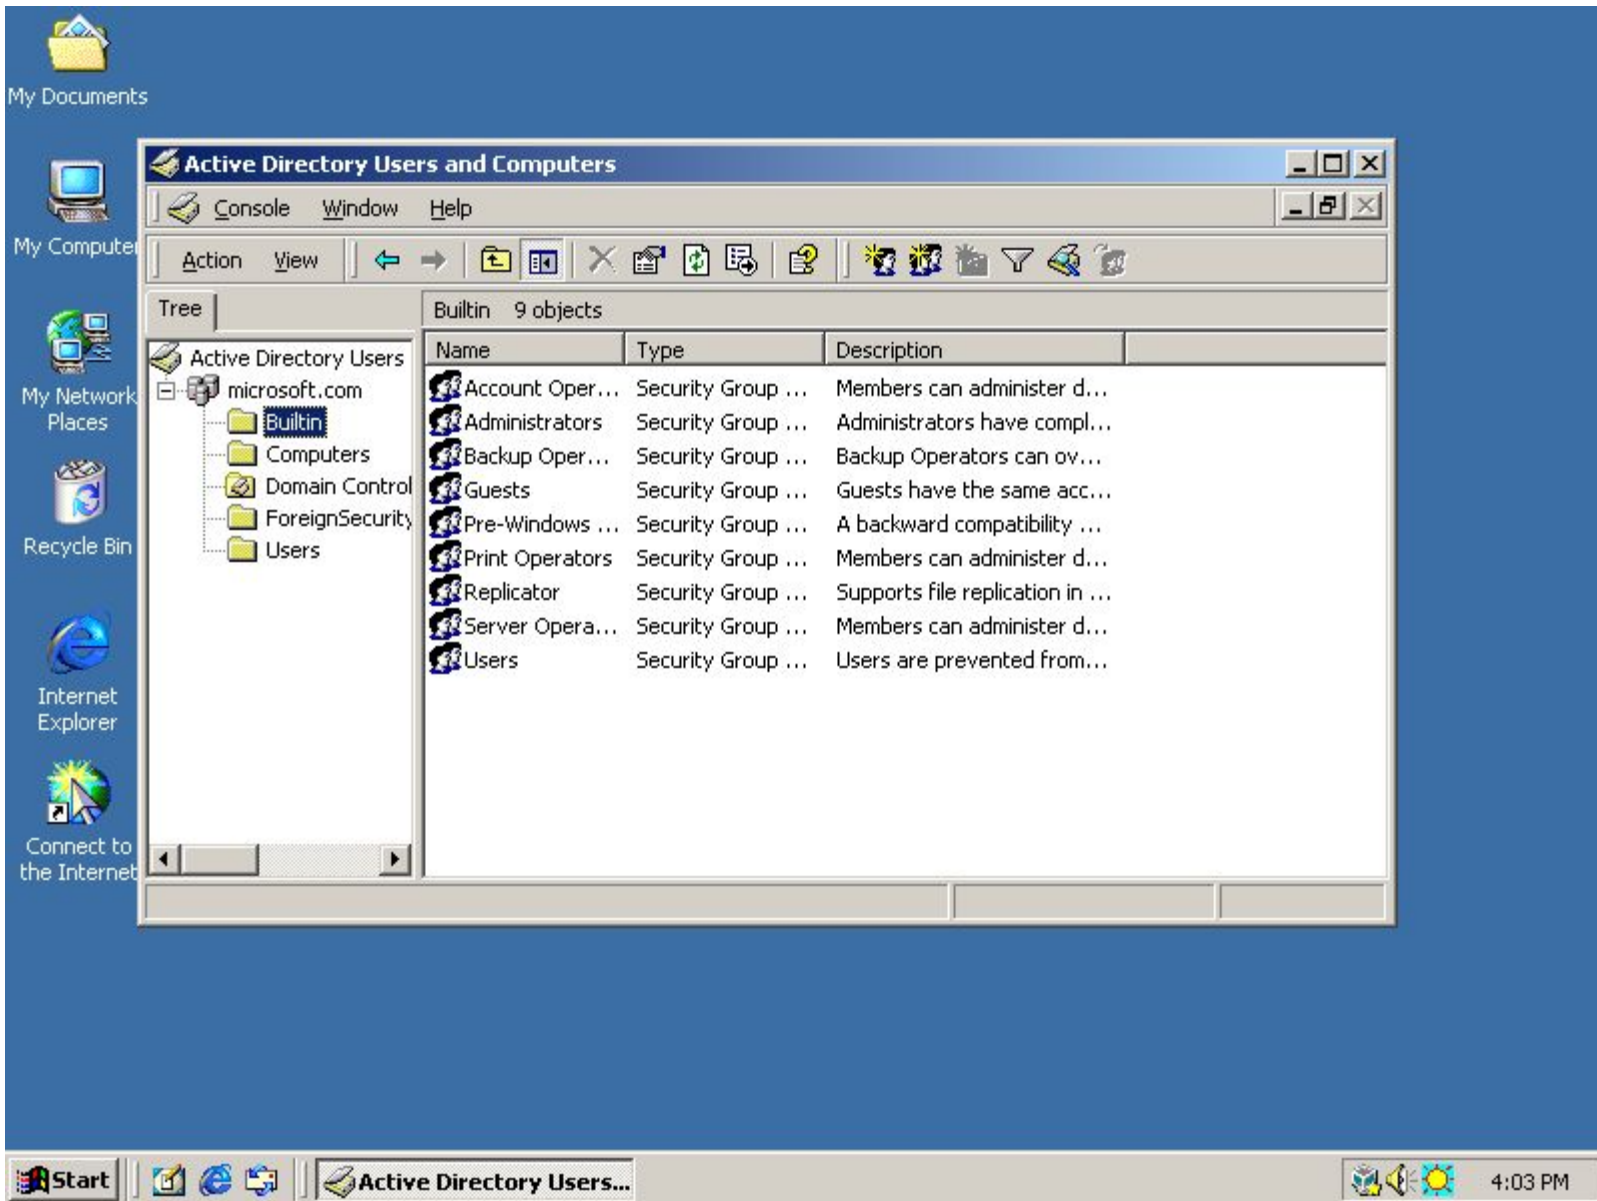 My Documents
My Computer
My Network
Places
Recycle Bin
Internet
Explorer
Connect to
the Internet
Active Directory Users and Computers
Console Window Help
Action View
Tree
Builtin 9 objects
Active Directory Users
microsoft.com
Builtin
Computers
Domain Control
ForeignSecurity
Users
Name Type Description
Account Oper... Security Group ... Members can administer d...
Administrators Security Group ... Administrators have compl...
Backup Oper... Security Group ... Backup Operators can ov...
Guests Security Group ... Guests have the same acc...
Pre-Windows ... Security Group ... A backward compatibility ...
Print Operators Security Group ... Members can administer d...
Replicator Security Group ... Supports file replication in ...
Server Opera... Security Group ... Members can administer d...
Users Security Group ... Users are prevented from...
Start Active Directory Users... 4:03 PM